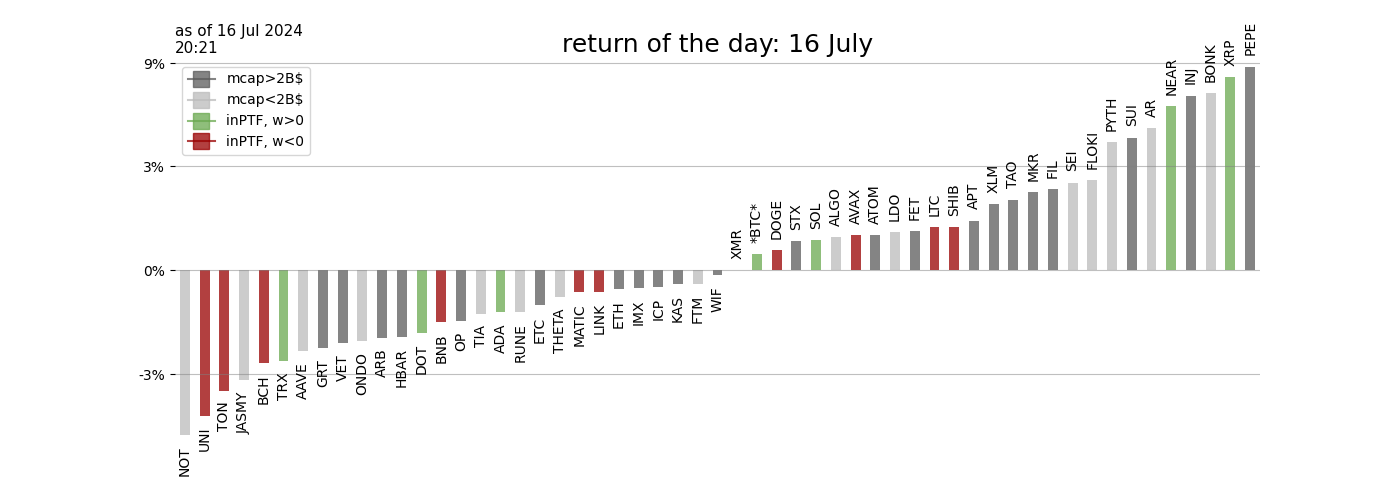 as of 16 Jul 2024
20:21
return of the day: 16 July
9%
3%
0%
-3%
mcap>2B$
mcap<2B$
inPTF, w>0
inPTF, w<0
NOT
UNI
TON
JASMY
BCH
TRX
AAVE
GRT
VET
ONDO
ARB
HBAR
DOT
BNB
OP
TIA
ADA
RUNE
ETC
THETA
MATIC
LINK
ETH
IMX
ICP
KAS
FTM
WIF
XMR
*BTC*
DOGE
STX
SOL
ALGO
AVAX
ATOM
LDO
FET
LTC
SHIB
APT
XLM
TAO
MKR
FIL
SEI
FLOKI
PYTH
SUI
AR
NEAR
INJ
BONK
XRP
PEPE